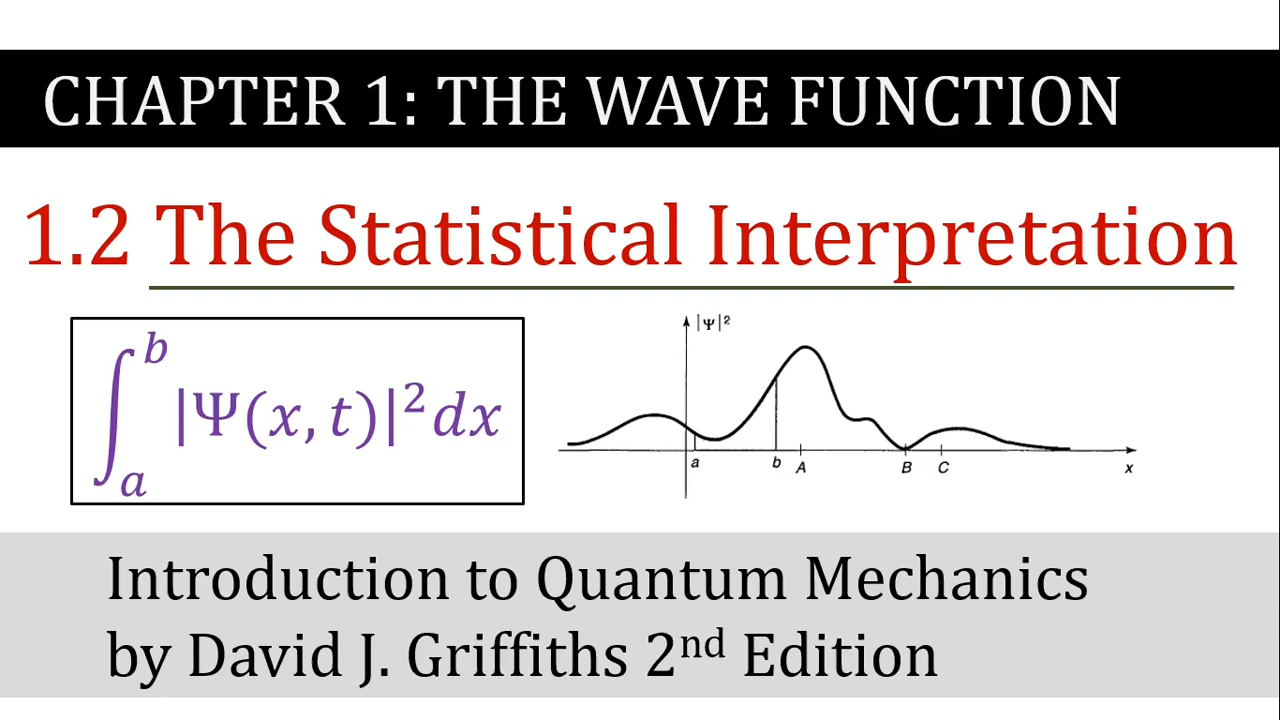 CHAPTER 1: THE WAVE FUNCTION
1.2 The Statistical Interpretation
∫ₐᵇ |Ψ(x, t)|² dx
|Ψ|²
a b A B C x
Introduction to Quantum Mechanics
by David J. Griffiths 2ⁿᵈ Edition